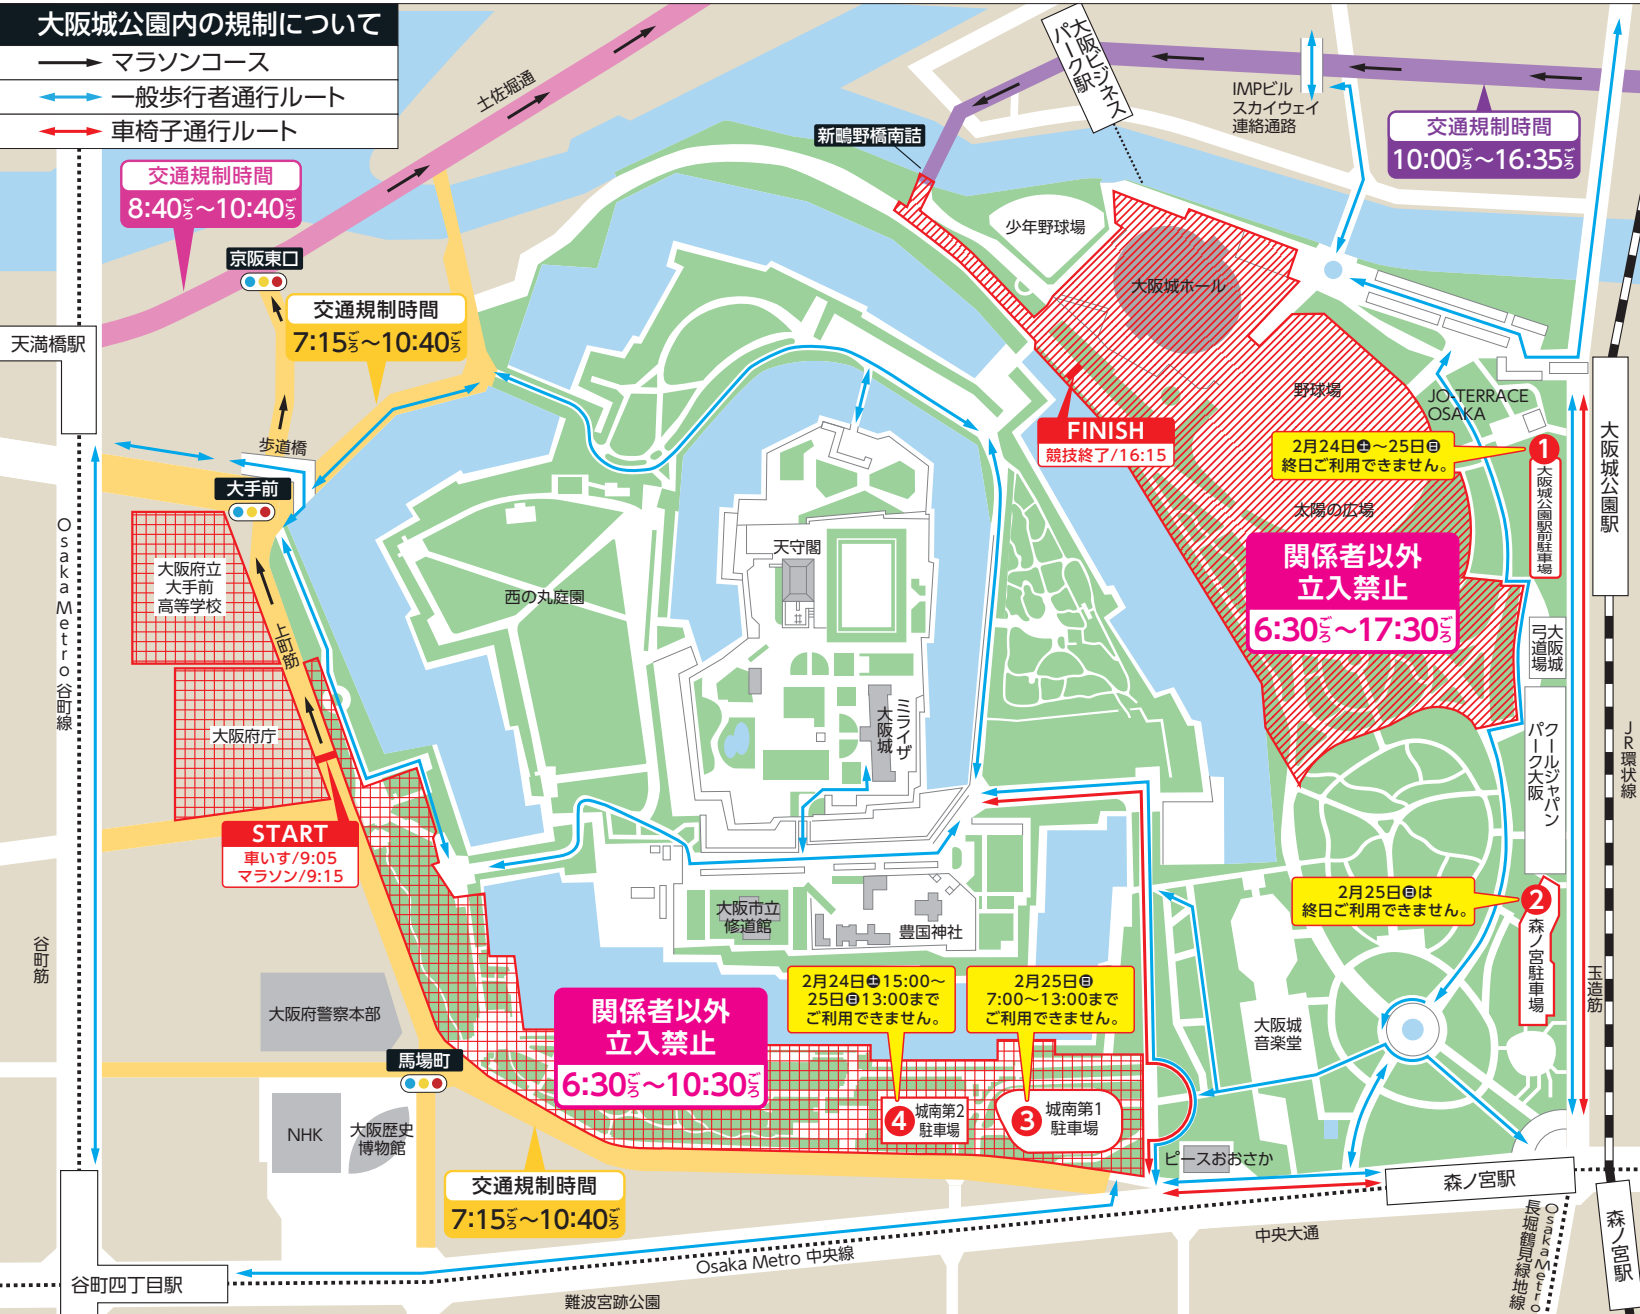 大阪城公園内の規制について
マラソンコース
一般歩行者通行ルート
車椅子通行ルート
土佐堀通
大阪ビジネス
パーク駅
IMPビル
スカイウェイ
連絡通路
交通規制時間
10:00ごろ〜16:35ごろ
新鴫野橋南詰
交通規制時間
8:40ごろ〜10:40ごろ
京阪東口
交通規制時間
7:15ごろ〜10:40ごろ
天満橋駅
少年野球場
大阪城ホール
野球場
JO-TERRACE
OSAKA
FINISH
競技終了/16:15
2月24日土〜25日日
終日ご利用できません。
1
大阪城公園駅前駐車場
大阪城公園駅
歩道橋
大手前
太陽の広場
関係者以外
立入禁止
6:30ごろ〜17:30ごろ
Osaka Metro 谷町線
大阪府立
大手前
高等学校
上町筋
西の丸庭園
天守閣
大阪城
弓道場
大阪府庁
ミライザ
大阪城
クールジャパン
パーク大阪
JR環状線
START
車いす/9:05
マラソン/9:15
2月25日日は
終日ご利用できません。
2
森ノ宮駐車場
玉造筋
谷町筋
大阪市立
修道館
豊国神社
大阪府警察本部
関係者以外
立入禁止
6:30ごろ〜10:30ごろ
2月24日土15:00〜
25日日13:00まで
ご利用できません。
2月25日日
7:00〜13:00まで
ご利用できません。
大阪城
音楽堂
馬場町
4
城南第2
駐車場
3
城南第1
駐車場
NHK
大阪歴史
博物館
ピースおおさか
森ノ宮駅
交通規制時間
7:15ごろ〜10:40ごろ
Osaka Metro 中央線
中央大通
Osaka Metro
長堀鶴見緑地線
森ノ宮駅
谷町四丁目駅
難波宮跡公園